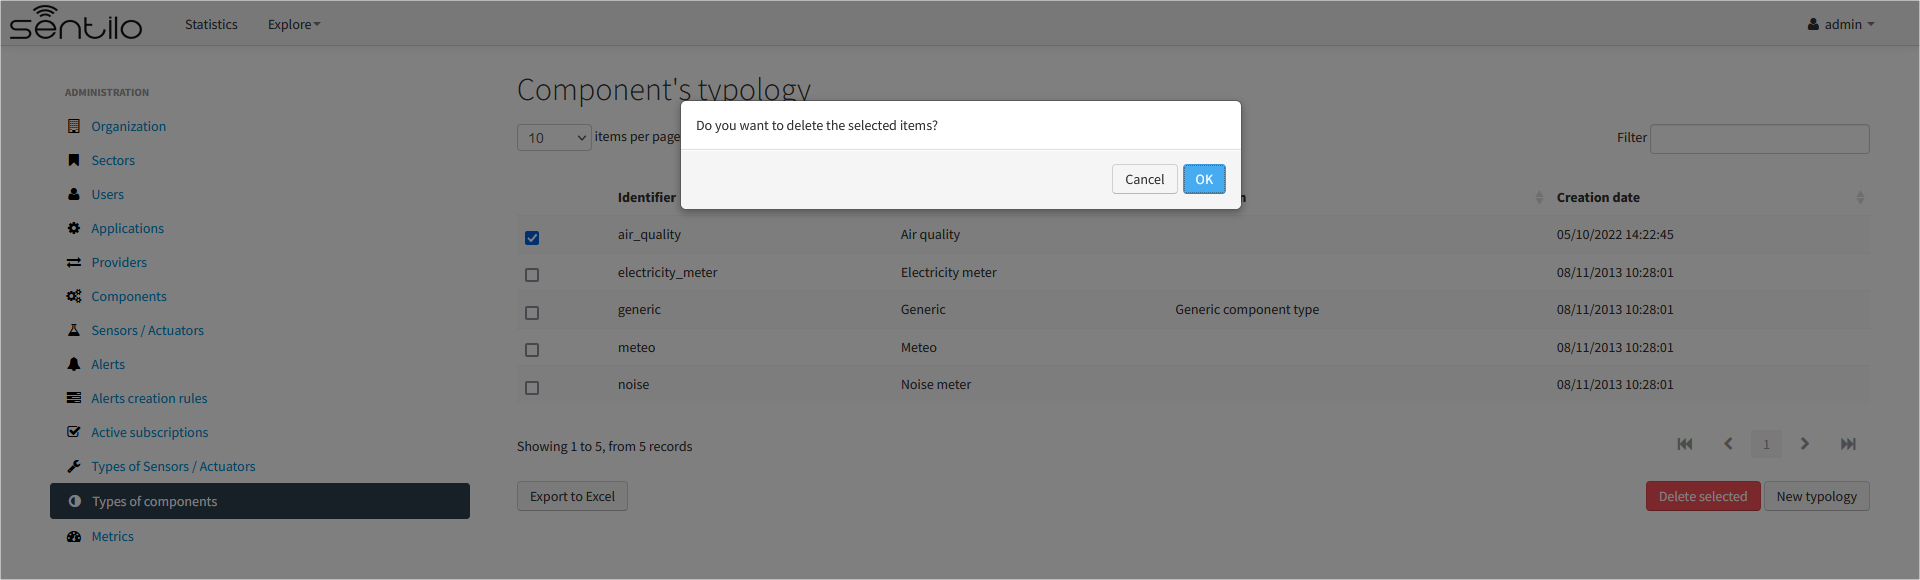 sentilo
Statistics
Explore
admin
ADMINISTRATION
Organization
Sectors
Users
Applications
Providers
Components
Sensors / Actuators
Alerts
Alerts creation rules
Active subscriptions
Types of Sensors / Actuators
Types of components
Metrics
Component's typology
10 items per page
Filter
Do you want to delete the selected items?
Cancel OK
Identifier Creation date
air_quality Air quality 05/10/2022 14:22:45
electricity_meter Electricity meter 08/11/2013 10:28:01
generic Generic Generic component type 08/11/2013 10:28:01
meteo Meteo 08/11/2013 10:28:01
noise Noise meter 08/11/2013 10:28:01
Showing 1 to 5, from 5 records
1
Export to Excel
Delete selected
New typology